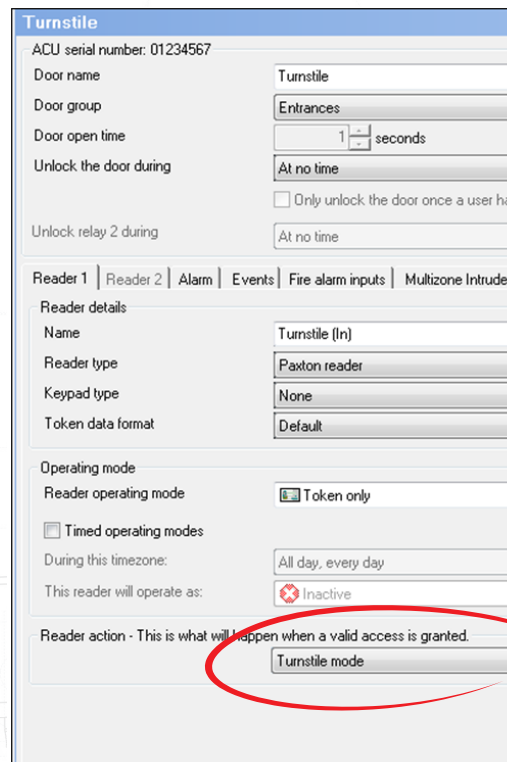 Turnstile
ACU serial number: 01234567
Door name Turnstile
Door group Entrances
Door open time 1 seconds
Unlock the door during At no time
Only unlock the door once a user
Unlock relay 2 during At no time
Reader 1 Reader 2 Alarm Events Fire alarm inputs Multizone
Reader details
Name Turnstile (In)
Reader type Paxton reader
Keypad type None
Token data format Default
Operating mode
Reader operating mode Token only
Timed operating modes
During this timezone: All day, every day
This reader will operate as: Inactive
Reader action - This is what will happen when a valid access is granted.
Turnstile mode